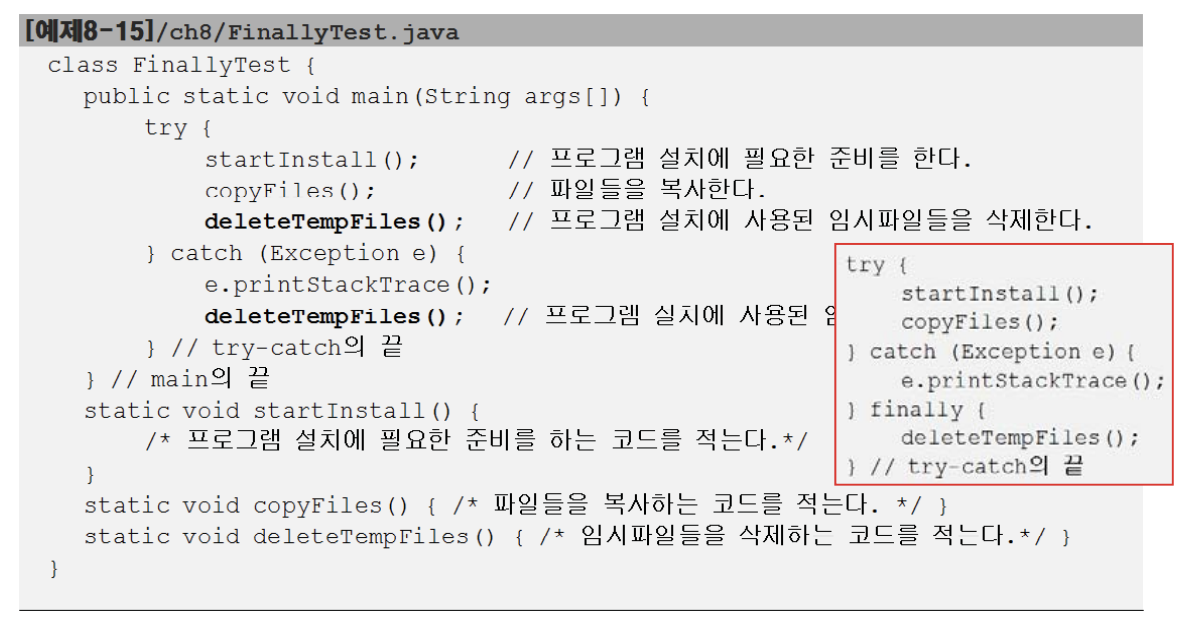 [예제8-15]/ch8/FinallyTest.java
class FinallyTest {
public static void main(String args[]) {
try {
startInstall(); // 프로그램 설치에 필요한 준비를 한다.
copyFiles(); // 파일들을 복사한다.
deleteTempFiles(); // 프로그램 설치에 사용된 임시파일들을 삭제한다.
} catch (Exception e) {
e.printStackTrace();
deleteTempFiles(); // 프로그램 설치에 사용된
} // try-catch의 끝
} // main의 끝
static void startInstall() {
/* 프로그램 설치에 필요한 준비를 하는 코드를 적는다.*/
}
static void copyFiles() { /* 파일들을 복사하는 코드를 적는다. */ }
static void deleteTempFiles() { /* 임시파일들을 삭제하는 코드를 적는다.*/ }
}
try {
startInstall();
copyFiles();
} catch (Exception e) {
e.printStackTrace();
} finally {
deleteTempFiles();
} // try-catch의 끝